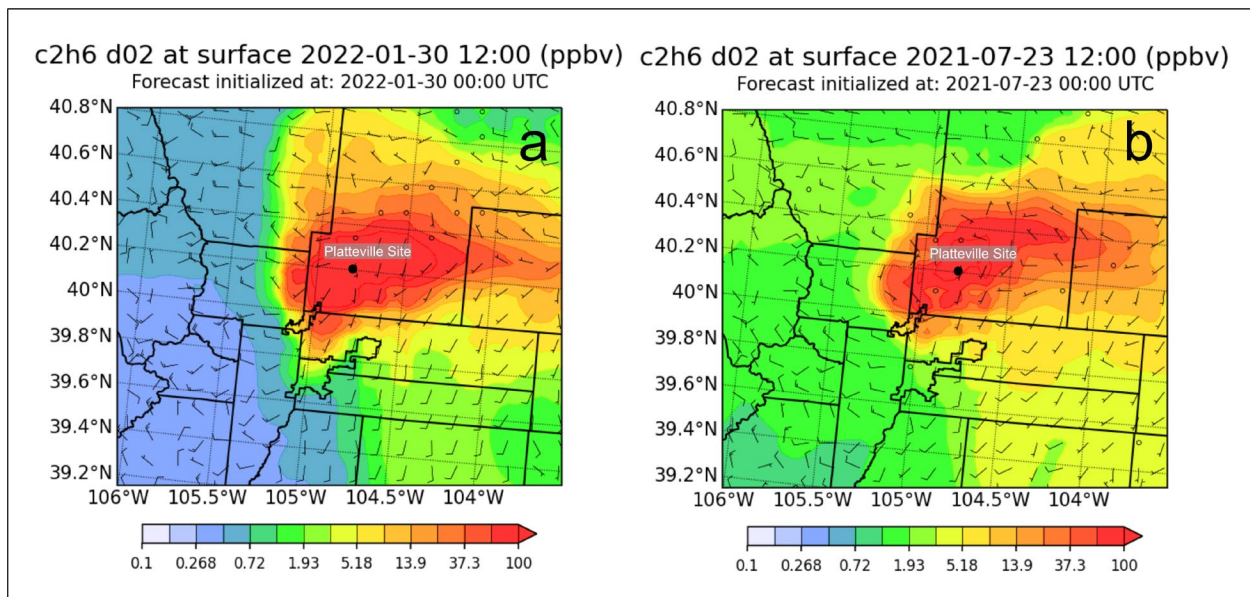 c2h6 d02 at surface 2022-01-30 12:00 (ppbv)
Forecast initialized at: 2022-01-30 00:00 UTC
a
40.8°N
40.6°N
40.4°N
40.2°N
40°N
39.8°N
39.6°N
39.4°N
39.2°N
Platteville Site
106°W 105.5°W 105°W 104.5°W 104°W
0.1 0.268 0.72 1.93 5.18 13.9 37.3 100
c2h6 d02 at surface 2021-07-23 12:00 (ppbv)
Forecast initialized at: 2021-07-23 00:00 UTC
b
40.8°N
40.6°N
40.4°N
40.2°N
40°N
39.8°N
39.6°N
39.4°N
39.2°N
Platteville Site
106°W 105.5°W 105°W 104.5°W 104°W
0.1 0.268 0.72 1.93 5.18 13.9 37.3 100